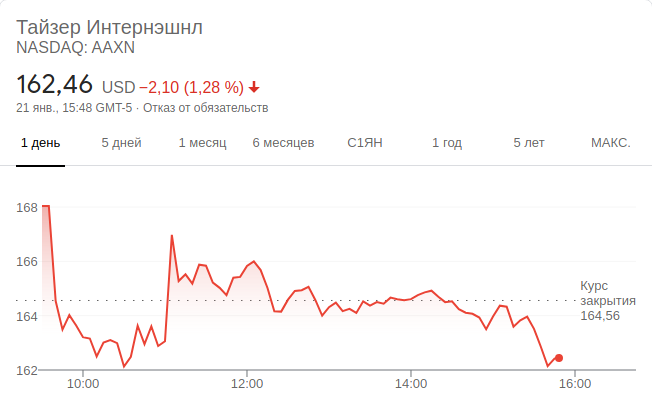 Тайзер Интернэшнл
NASDAQ: AAXN
162,46 USD −2,10 (1,28 %)
21 янв., 15:48 GMT-5 · Отказ от обязательств
1 день 5 дней 1 месяц 6 месяцев С1ЯН 1 год 5 лет МАКС.
168
166
Курс
закрытия
164,56
164
162
10:00 12:00 14:00 16:00